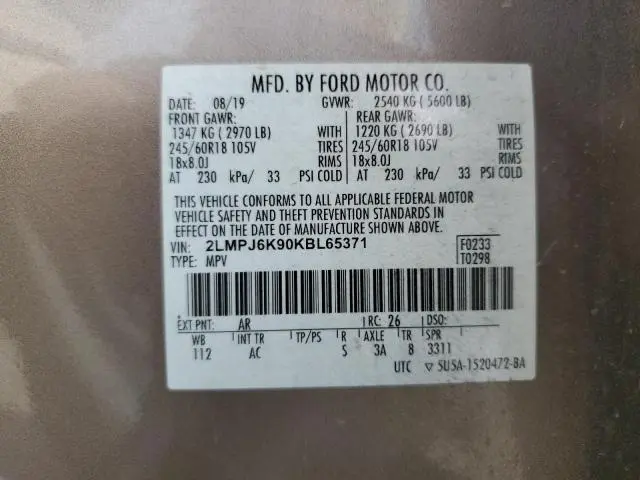 MFD. BY FORD MOTOR CO.
DATE: 08/19 GVWR: 2540 KG ( 5600 LB)
FRONT GAWR: REAR GAWR:
1347 KG ( 2970 LB) WITH 1220 KG ( 2690 LB) WITH
245/60R18 105V TIRES 245/60R18 105V TIRES
18x8.0J RIMS 18x8.0J RIMS
AT 230 kPa/ 33 PSI COLD AT 230 kPa/ 33 PSI COLD
THIS VEHICLE CONFORMS TO ALL APPLICABLE FEDERAL MOTOR
VEHICLE SAFETY AND THEFT PREVENTION STANDARDS IN
EFFECT ON THE DATE OF MANUFACTURE SHOWN ABOVE.
VIN: 2LMPJ6K90KBL65371 F0233
TYPE: MPV T0298
EXT PNT: AR RC: 26 DSO:
WB INT TR TP/PS R AXLE TR SPR
112 AC S 3A 8 3311
UTC ▽ 5U5A-1520472-BA